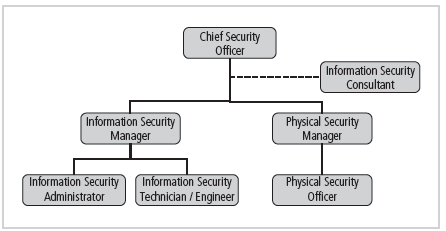 Chief Security
Officer
Information Security
Consultant
Information Security
Manager
Physical Security
Manager
Information Security
Administrator
Information Security
Technician / Engineer
Physical Security
Officer